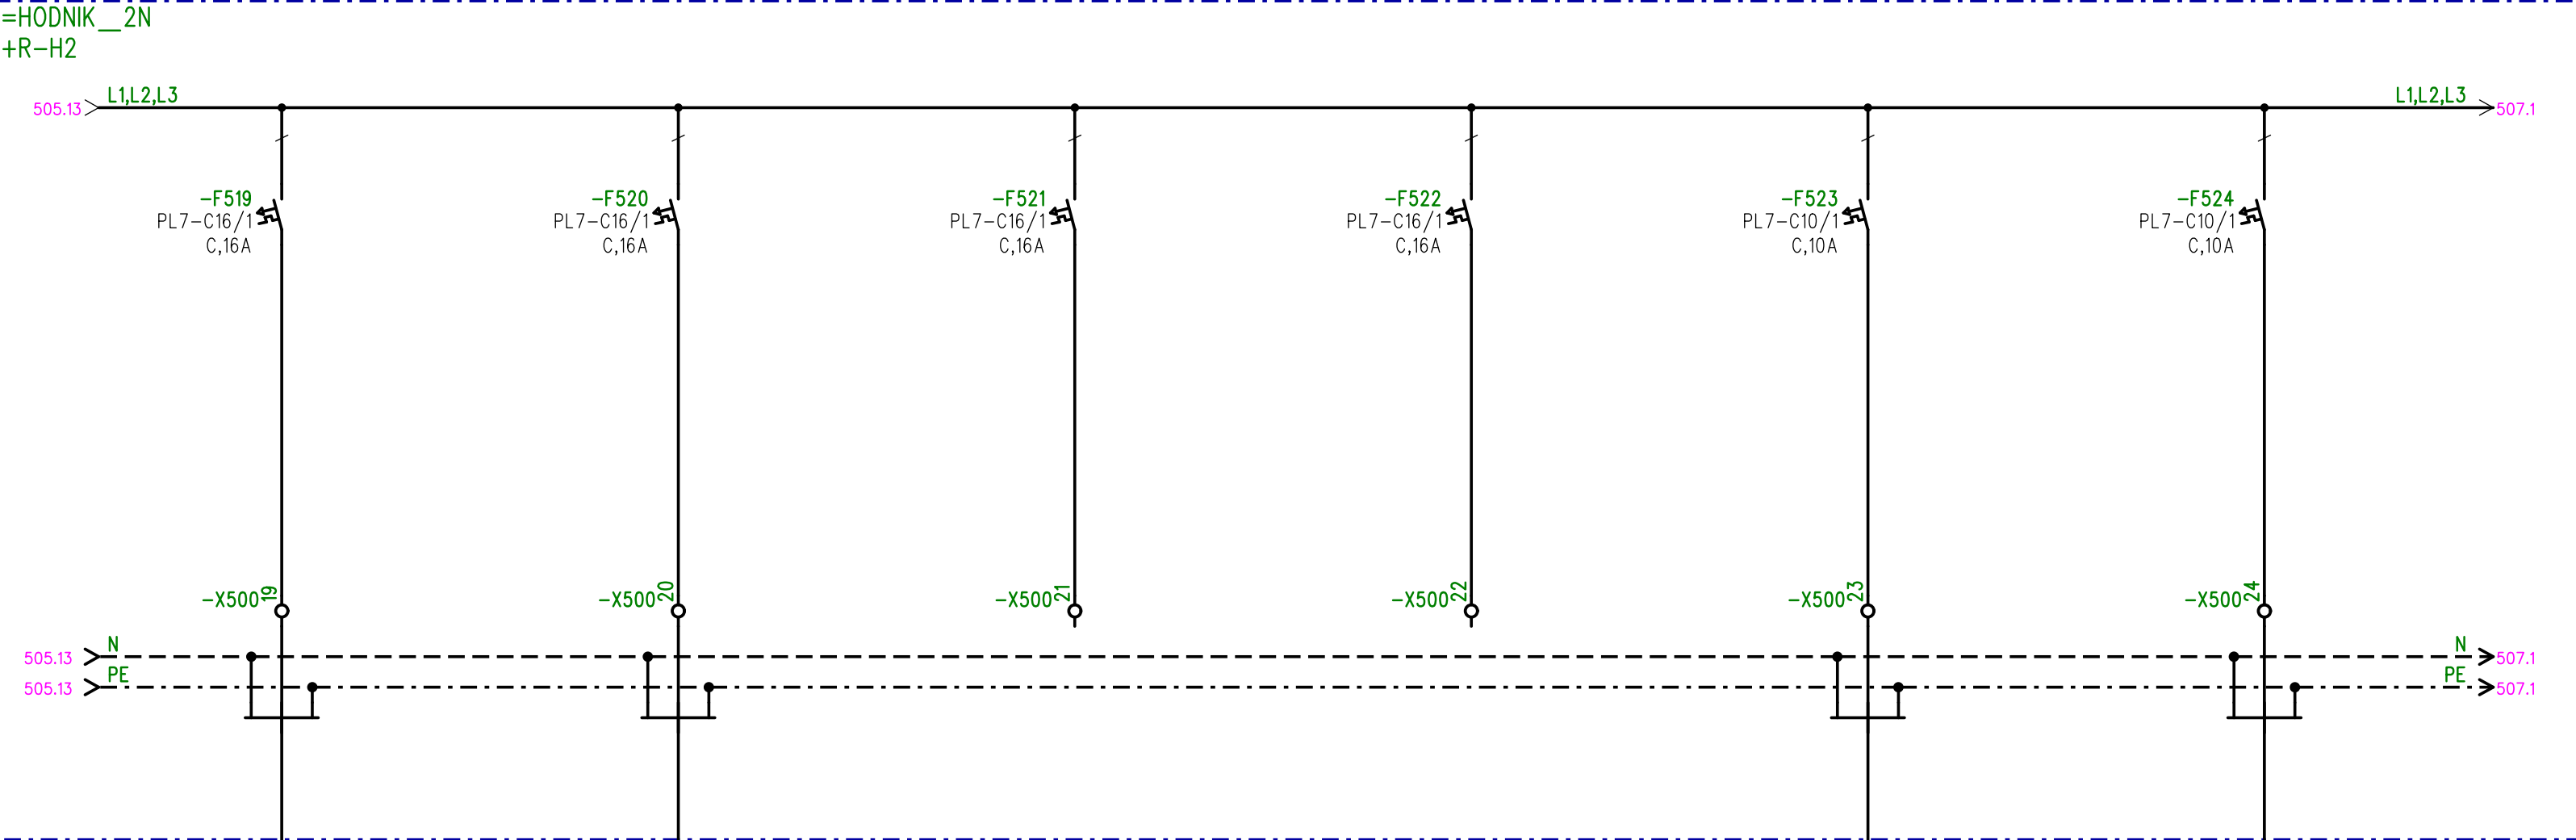 =HODNIK__2N
+R-H2
505.13 L1,L2,L3 L1,L2,L3 507.1
-F519 -F520 -F521 -F522 -F523 -F524
PL7-C16/1 PL7-C16/1 PL7-C16/1 PL7-C16/1 PL7-C10/1 PL7-C10/1
C,16A C,16A C,16A C,16A C,10A C,10A
-X500 19 -X500 20 -X500 21 -X500 22 -X500 23 -X500 24
505.13 N N 507.1
505.13 PE PE 507.1